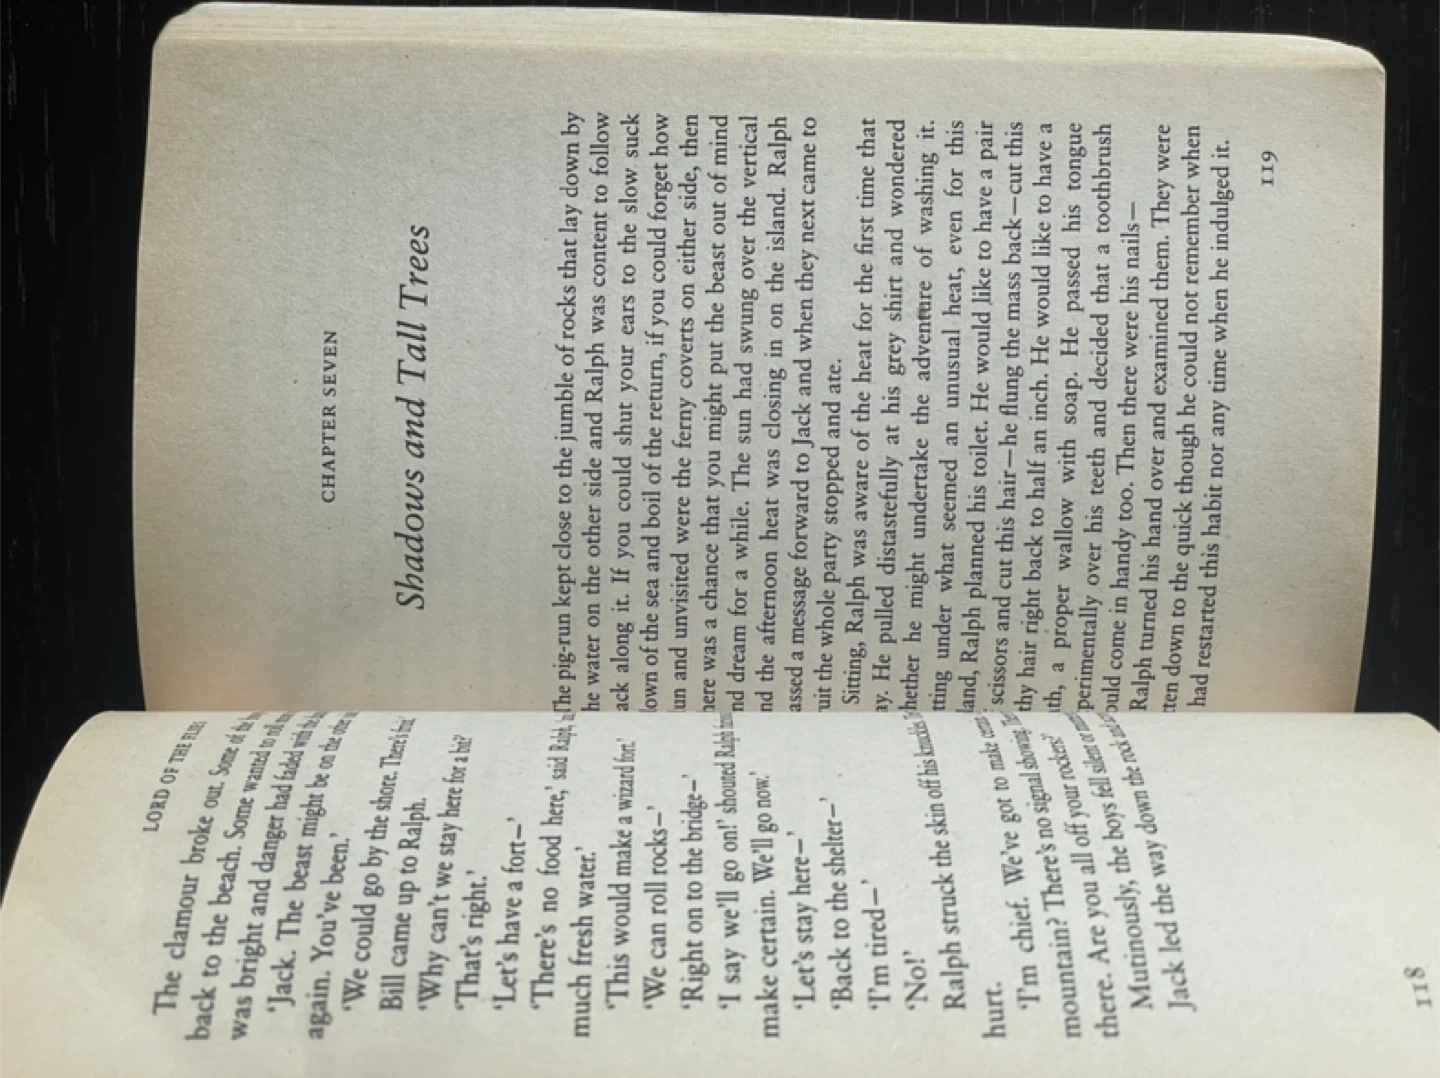 LORD OF THE FLIES
The clamour broke out. Some of the
back to the beach. Some wanted to roll
was bright and danger had faded with the
'Jack. The beast might be on the other
again. You've been.'
'We could go by the shore. There's
Bill came up to Ralph.
'Why can't we stay here for a bit?'
'That's right.'
'Let's have a fort—'
'There's no food here,' said Ralph,
much fresh water.'
'This would make a wizard fort.'
'We can roll rocks—'
'Right on to the bridge—'
'I say we'll go on!' shouted Ralph
make certain. We'll go now.'
'Let's stay here—'
'Back to the shelter—'
'I'm tired—'
'No!'
Ralph struck the skin off his knuckles.
hurt.
'I'm chief. We've got to make certain.
mountain? There's no signal showing.
there. Are you all off your rockers?'
Mutinously, the boys fell silent or
Jack led the way down the rock and
118
CHAPTER SEVEN
Shadows and Tall Trees
The pig-run kept close to the jumble of rocks that lay down by
he water on the other side and Ralph was content to follow
ack along it. If you could shut your ears to the slow suck
down of the sea and boil of the return, if you could forget how
un and unvisited were the ferny coverts on either side, then
here was a chance that you might put the beast out of mind
nd dream for a while. The sun had swung over the vertical
nd the afternoon heat was closing in on the island. Ralph
assed a message forward to Jack and when they next came to
uit the whole party stopped and ate.
Sitting, Ralph was aware of the heat for the first time that
ay. He pulled distastefully at his grey shirt and wondered
hether he might undertake the adventure of washing it.
tting under what seemed an unusual heat, even for this
land, Ralph planned his toilet. He would like to have a pair
scissors and cut this hair—he flung the mass back—cut this
thy hair right back to half an inch. He would like to have a
th, a proper wallow with soap. He passed his tongue
perimentally over his teeth and decided that a toothbrush
ould come in handy too. Then there were his nails—
Ralph turned his hand over and examined them. They were
tten down to the quick though he could not remember when
had restarted this habit nor any time when he indulged it.
119